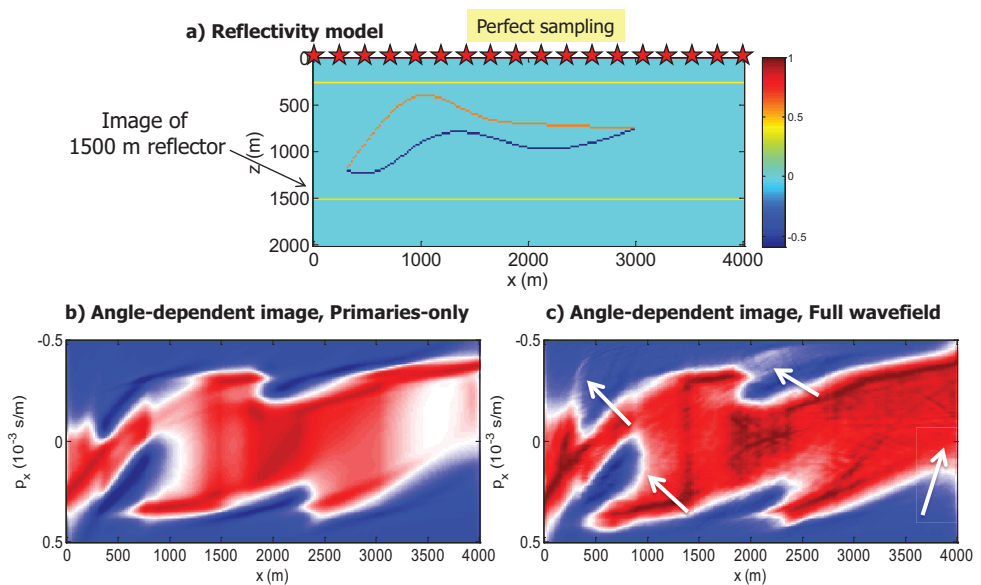 Perfect sampling
a) Reflectivity model
Image of
1500 m reflector
0
500
1000
1500
2000
z (m)
0 1000 2000 3000 4000
x (m)
1
0.5
0
-0.5
b) Angle-dependent image, Primaries-only
-0.5
0
0.5
p_x (10^-3 s/m)
0 500 1000 1500 2000 2500 3000 3500 4000
x (m)
c) Angle-dependent image, Full wavefield
-0.5
0
0.5
p_x (10^-3 s/m)
0 500 1000 1500 2000 2500 3000 3500 4000
x (m)